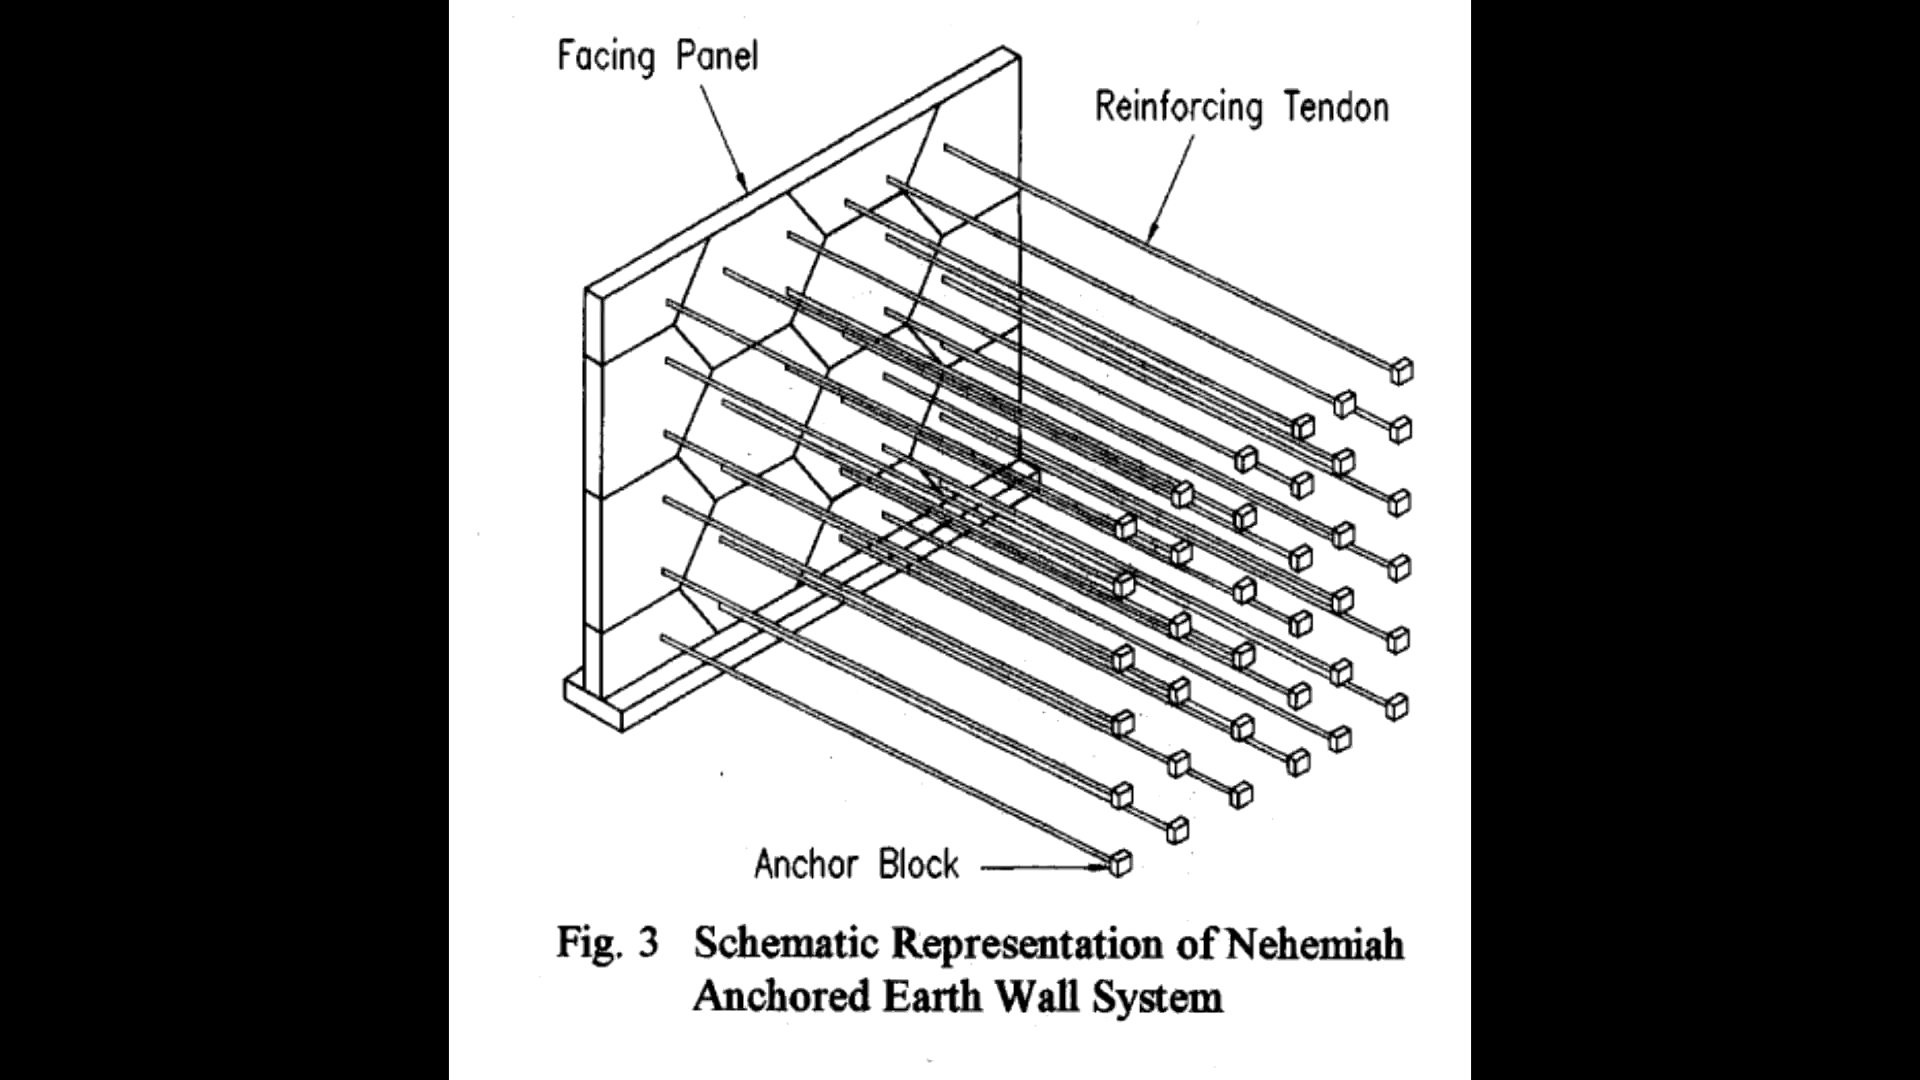 Facing Panel
Reinforcing Tendon
Anchor Block
Fig. 3 Schematic Representation of Nehemiah
Anchored Earth Wall System